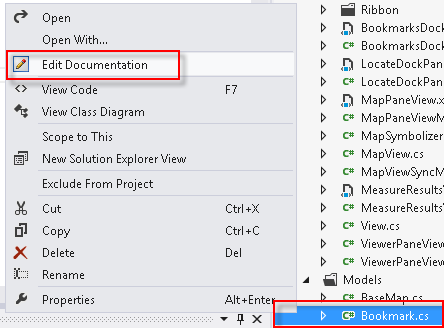 Open
Open With...
Edit Documentation
View Code F7
View Class Diagram
Scope to This
New Solution Explorer View
Exclude From Project
Cut Ctrl+X
Copy Ctrl+C
Delete Del
Rename
Properties Alt+Enter
Ribbon
BookmarksDoc
BookmarksDoc
LocateDockPan
LocateDockPan
MapPaneView.x
MapPaneViewM
MapSymbolizer
MapView.cs
MapViewSyncM
MeasureResults
MeasureResults
View.cs
ViewerPaneView
ViewerPaneView
Models
BaseMap.cs
Bookmark.cs